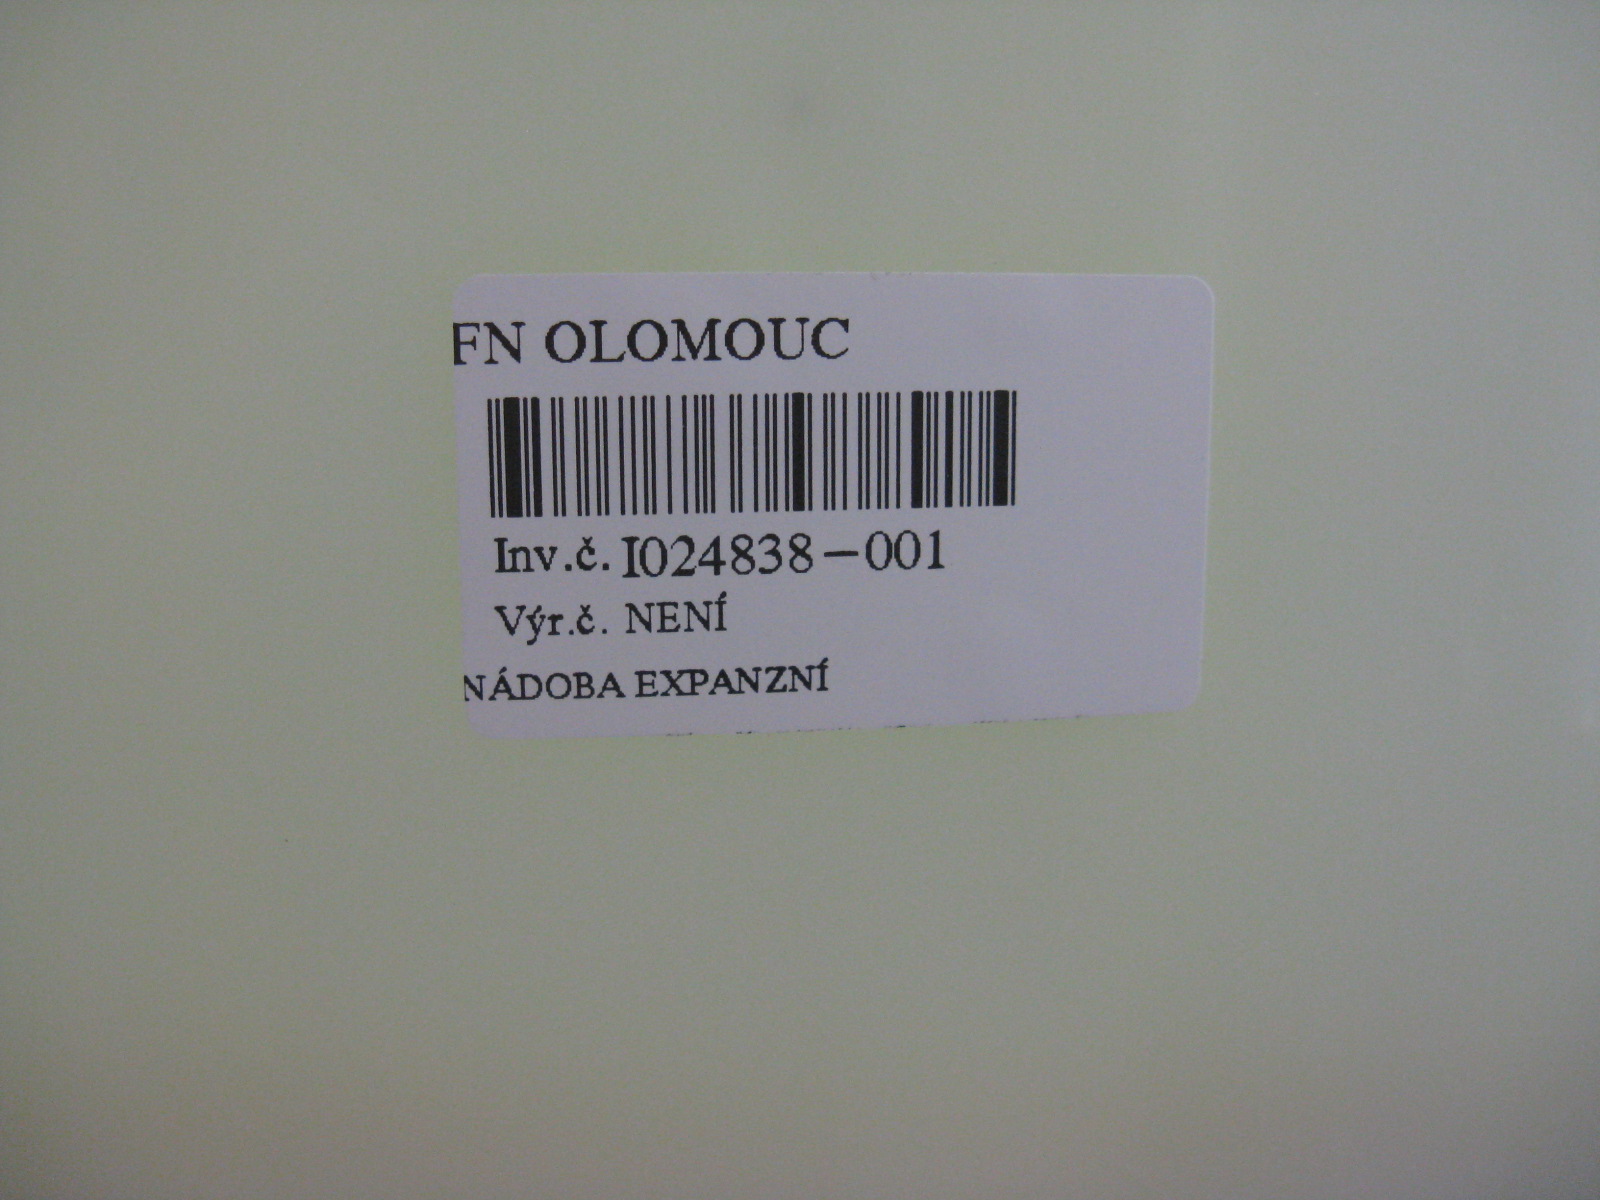 FN OLOMOUC
Inv.č. I024838-001
Výr.č. NENÍ
NÁDOBA EXPANZNÍ